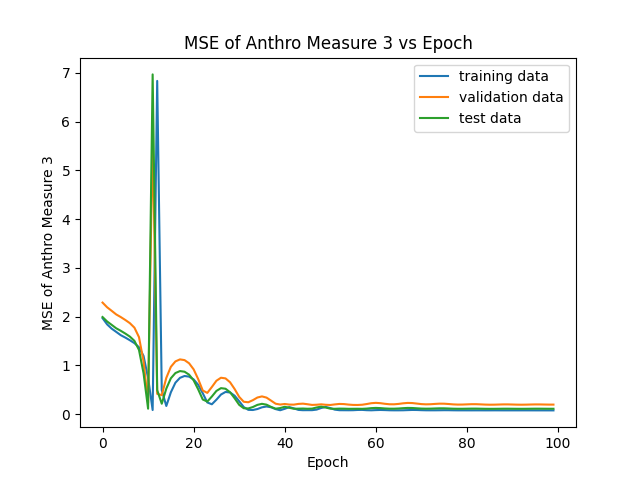 MSE of Anthro Measure 3 vs Epoch
training data
validation data
test data
MSE of Anthro Measure 3
7
6
5
4
3
2
1
0
0 20 40 60 80 100
Epoch